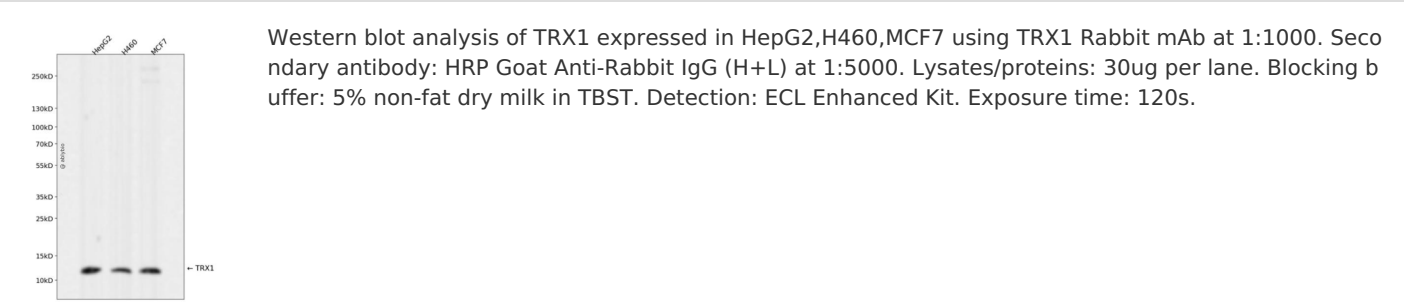 HepG2
H460
MCF7
250kD
130kD
100kD
70kD
55kD
35kD
25kD
15kD
10kD
@ ablybio
← TRX1
Western blot analysis of TRX1 expressed in HepG2,H460,MCF7 using TRX1 Rabbit mAb at 1:1000. Seco
ndary antibody: HRP Goat Anti-Rabbit IgG (H+L) at 1:5000. Lysates/proteins: 30ug per lane. Blocking b
uffer: 5% non-fat dry milk in TBST. Detection: ECL Enhanced Kit. Exposure time: 120s.